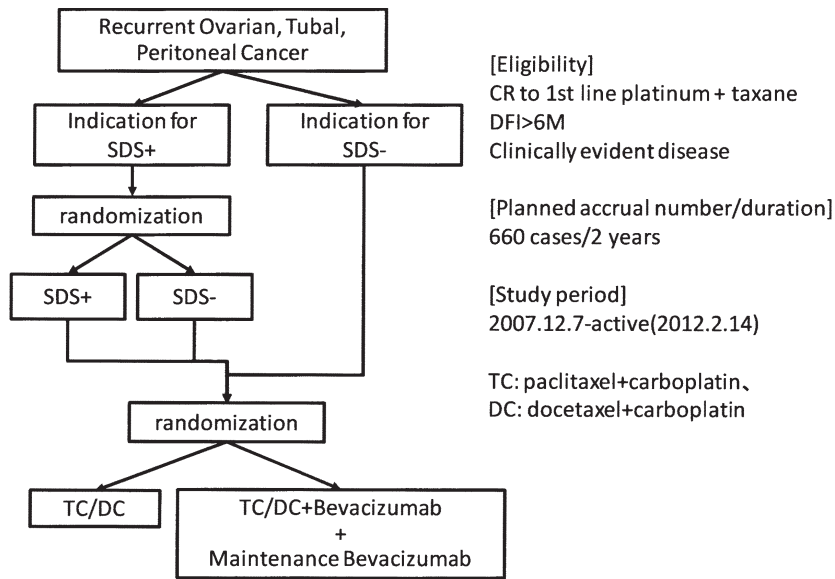 Recurrent Ovarian, Tubal,
Peritoneal Cancer
Indication for
SDS+
Indication for
SDS-
randomization
SDS+
SDS-
randomization
TC/DC
TC/DC+Bevacizumab
+
Maintenance Bevacizumab
[Eligibility]
CR to 1st line platinum + taxane
DFI>6M
Clinically evident disease
[Planned accrual number/duration]
660 cases/2 years
[Study period]
2007.12.7-active(2012.2.14)
TC: paclitaxel+carboplatin、
DC: docetaxel+carboplatin